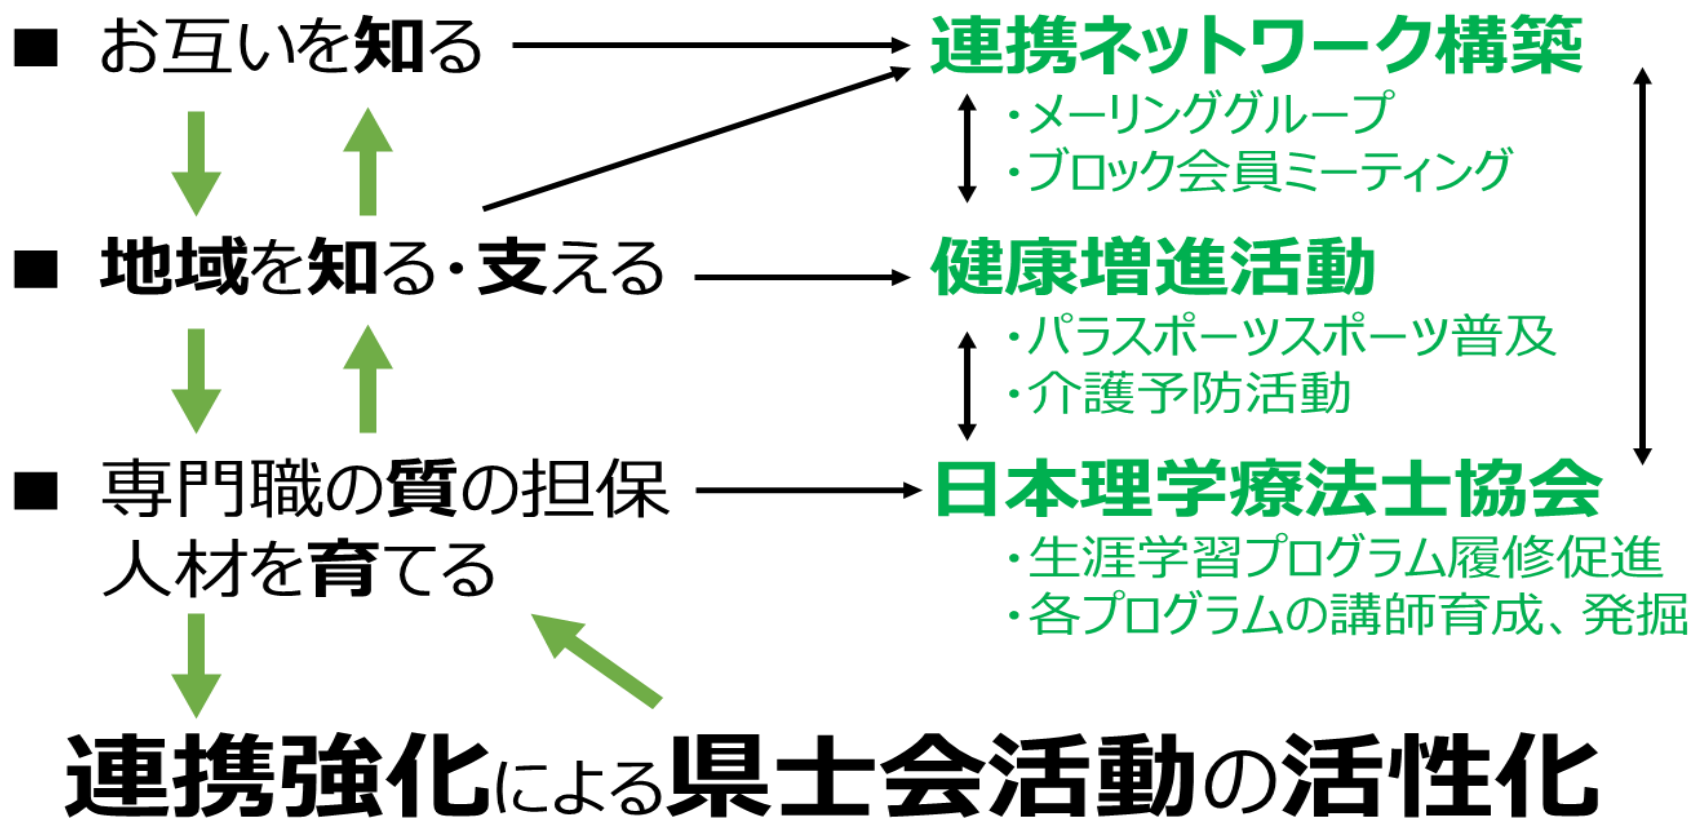 ■ お互いを知る
連携ネットワーク構築
・メーリンググループ
・ブロック会員ミーティング
■ 地域を知る・支える
健康増進活動
・パラスポーツスポーツ普及
・介護予防活動
■ 専門職の質の担保
人材を育てる
日本理学療法士協会
・生涯学習プログラム履修促進
・各プログラムの講師育成、発掘
連携強化による県士会活動の活性化